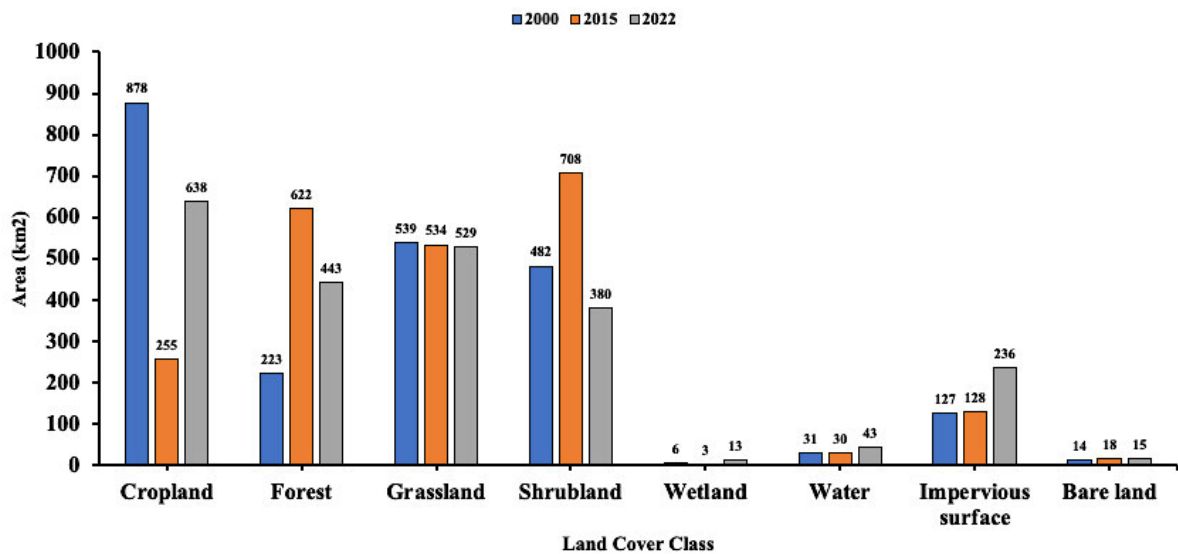 2000 2015 2022
1000
900
800
700
600
500
400
300
200
100
0
Area (km2)
878
255
638
223
622
443
539
534
529
482
708
380
6
3
13
31
30
43
127
128
236
14
18
15
Cropland
Forest
Grassland
Shrubland
Wetland
Water
Impervious
surface
Bare land
Land Cover Class